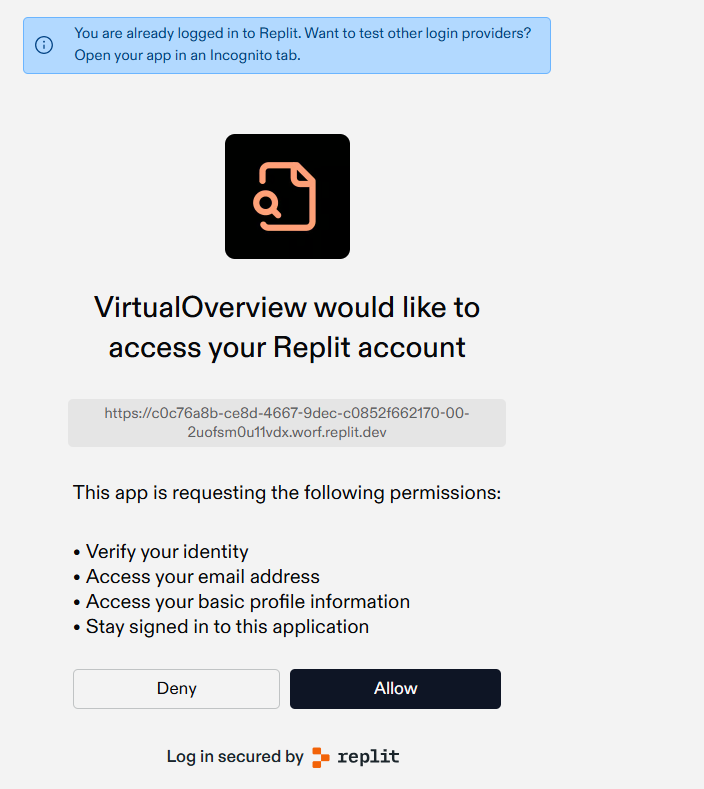 You are already logged in to Replit. Want to test other login providers?
Open your app in an Incognito tab.
VirtualOverview would like to
access your Replit account
https://c0c76a8b-ce8d-4667-9dec-c0852f662170-00-
2uofsm0u11vdx.worf.replit.dev
This app is requesting the following permissions:
• Verify your identity
• Access your email address
• Access your basic profile information
• Stay signed in to this application
Deny
Allow
Log in secured by replit